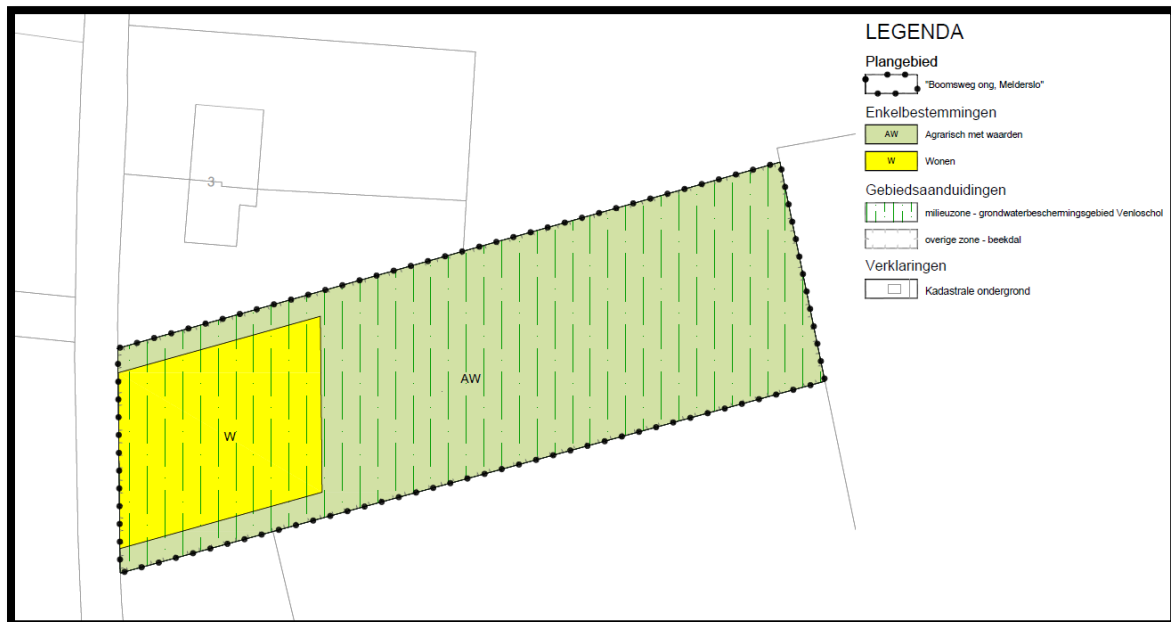 LEGENDA
Plangebied
"Boomsweg ong, Melderslo"
Enkelbestemmingen
AW Agrarisch met waarden
W Wonen
Gebiedsaanduidingen
milieuzone - grondwaterbeschermingsgebied Venloschol
overige zone - beekdal
Verklaringen
Kadastrale ondergrond
3
AW
W